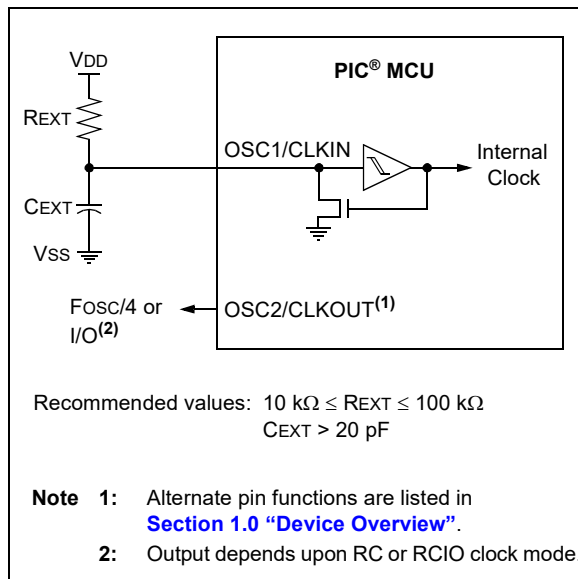 VDD
PIC® MCU
REXT
OSC1/CLKIN
Internal
Clock
CEXT
VSS
FOSC/4 or
I/O(2)
OSC2/CLKOUT(1)
Recommended values: 10 kΩ ≤ REXT ≤ 100 kΩ
CEXT > 20 pF
Note 1: Alternate pin functions are listed in
Section 1.0 “Device Overview”.
2: Output depends upon RC or RCIO clock mode.